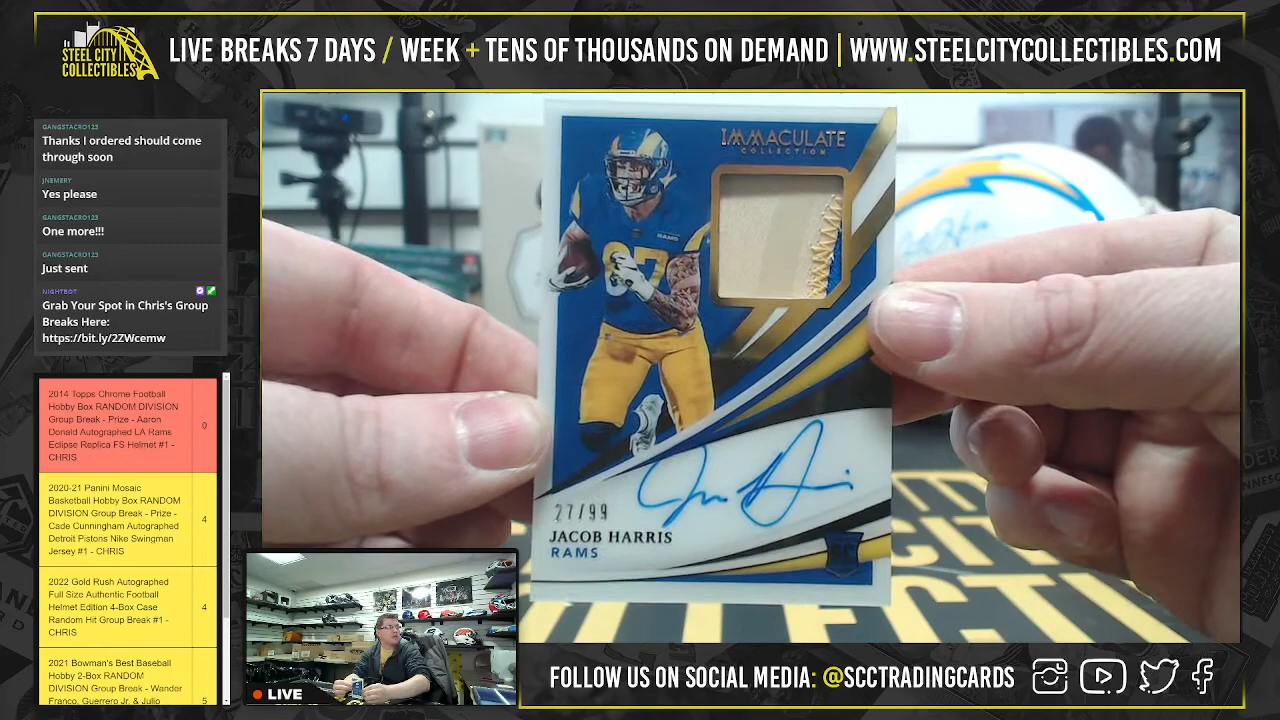 STEEL CITY
COLLECTIBLES
LIVE BREAKS 7 DAYS / WEEK + TENS OF THOUSANDS ON DEMAND | WWW.STEELCITYCOLLECTIBLES.COM
GANGSTACRO123
Thanks I ordered should come
through soon
JNEMERY
Yes please
GANGSTACRO123
One more!!!
GANGSTACRO123
Just sent
NIGHTBOT
Grab Your Spot in Chris's Group
Breaks Here:
https://bit.ly/2ZWcemw
2014 Topps Chrome Football
Hobby Box RANDOM DIVISION
Group Break - Prize - Aaron
Donald Autographed LA Rams
Eclipse Replica FS Helmet #1 -
CHRIS
0
2020-21 Panini Mosaic
Basketball Hobby Box RANDOM
DIVISION Group Break - Prize -
Cade Cunningham Autographed
Detroit Pistons Nike Swingman
Jersey #1 - CHRIS
4
2022 Gold Rush Autographed
Full Size Authentic Football
Helmet Edition 4-Box Case
Random Hit Group Break #1 -
CHRIS
4
2021 Bowman's Best Baseball
Hobby 2-Box RANDOM
DIVISION Group Break - Wander
Franco, Guerrero Jr. & Julio
5
IMMACULATE
COLLECTION
RAMS
87
27/99
JACOB HARRIS
RAMS
RC
LIVE
FOLLOW US ON SOCIAL MEDIA: @SCCTRADINGCARDS